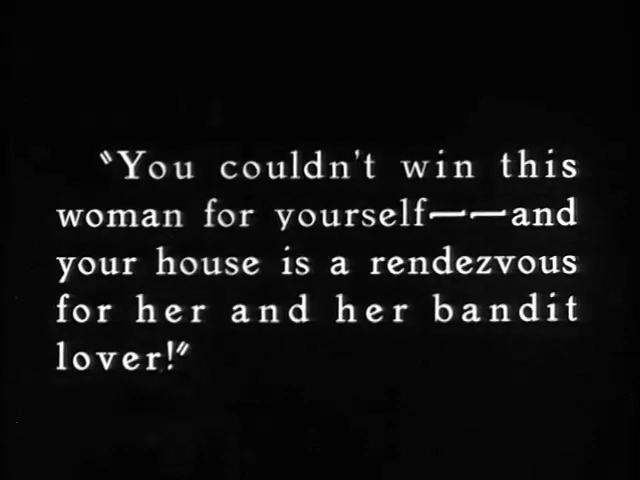 "You couldn't win this
woman for yourself——and
your house is a rendezvous
for her and her bandit
lover!"